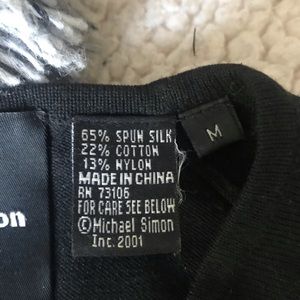 65% SPUN SILK
22% COTTON
13% NYLON
MADE IN CHINA
RN 73106
FOR CARE SEE BELOW
©Michael Simon
Inc. 2001
M
on